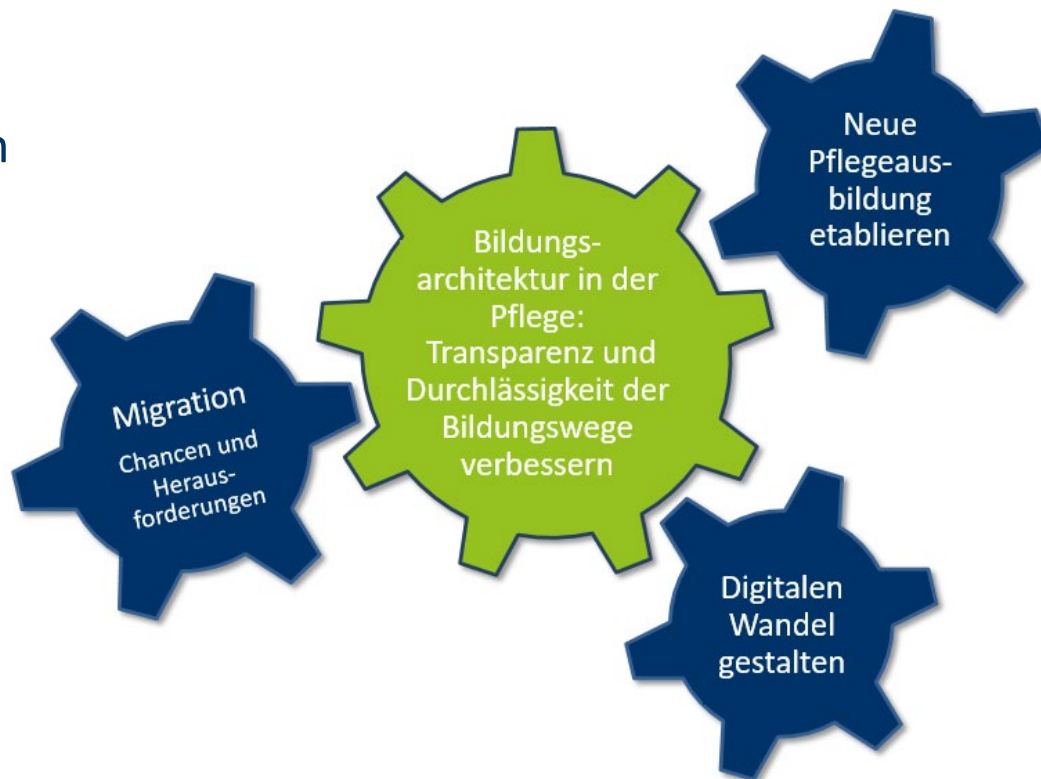 Neue
Pflegeaus-
bildung
etablieren
Bildungs-
architektur in der
Pflege:
Transparenz und
Durchlässigkeit der
Bildungswege
verbessern
Migration
Chancen und
Heraus-
forderungen
Digitalen
Wandel
gestalten